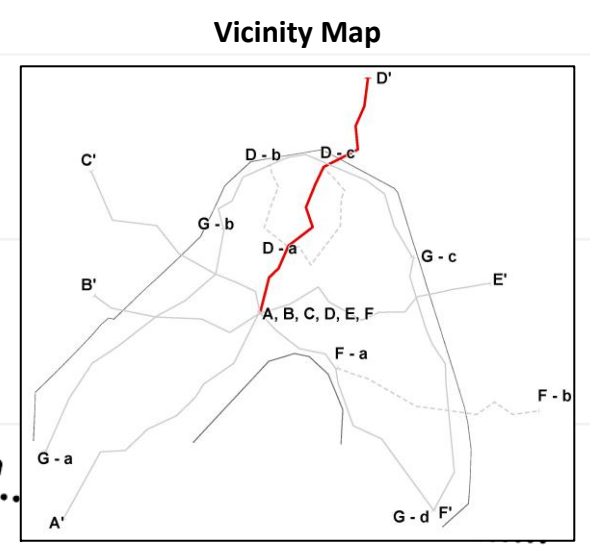 Vicinity Map
D'
D - b
D - c
C'
G - b
D - a
G - c
B'
E'
A, B, C, D, E, F
F - a
F - b
G - a
G - d
F'
A'